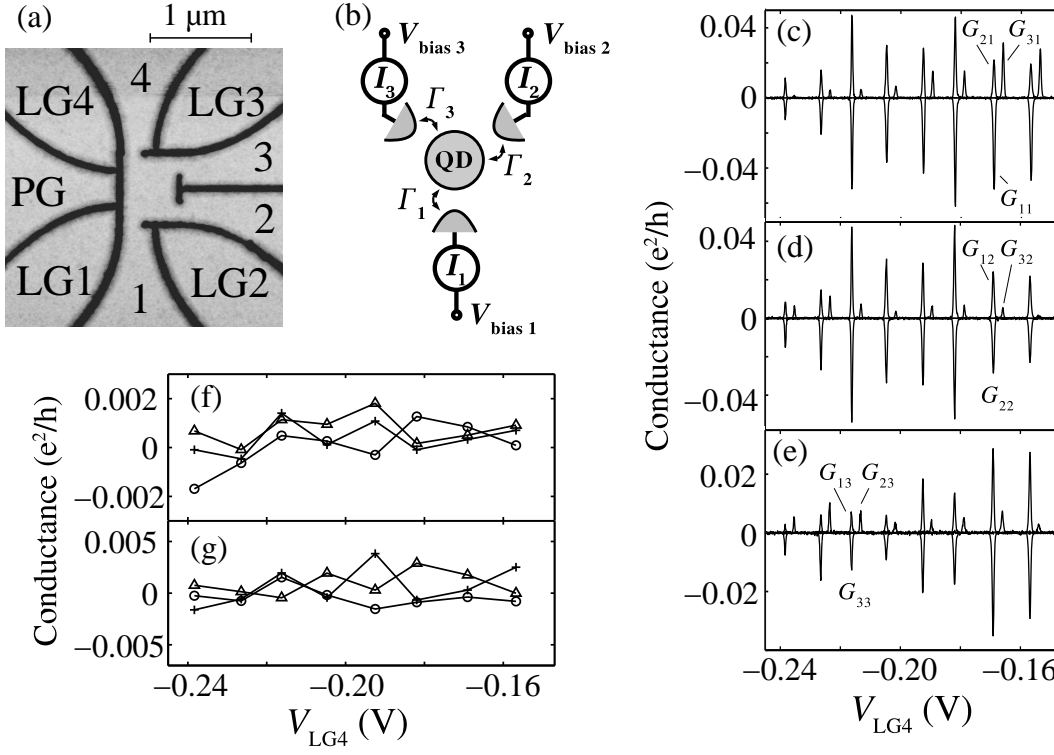 (a)
1 μm
LG4
4
LG3
PG
3
2
LG1
1
LG2
(b)
V bias 3
V bias 2
I3
I2
Γ3
QD
Γ2
Γ1
I1
V bias 1
(c)
0.04
0
−0.04
G21
G31
G11
(d)
0.04
0
−0.04
G12
G32
G22
Conductance (e²/h)
(e)
0.02
0
−0.02
G13
G23
G33
−0.24
−0.20
−0.16
VLG4 (V)
(f)
0.002
0
−0.002
(g)
0.005
0
−0.005
Conductance (e²/h)
−0.24
−0.20
−0.16
VLG4 (V)